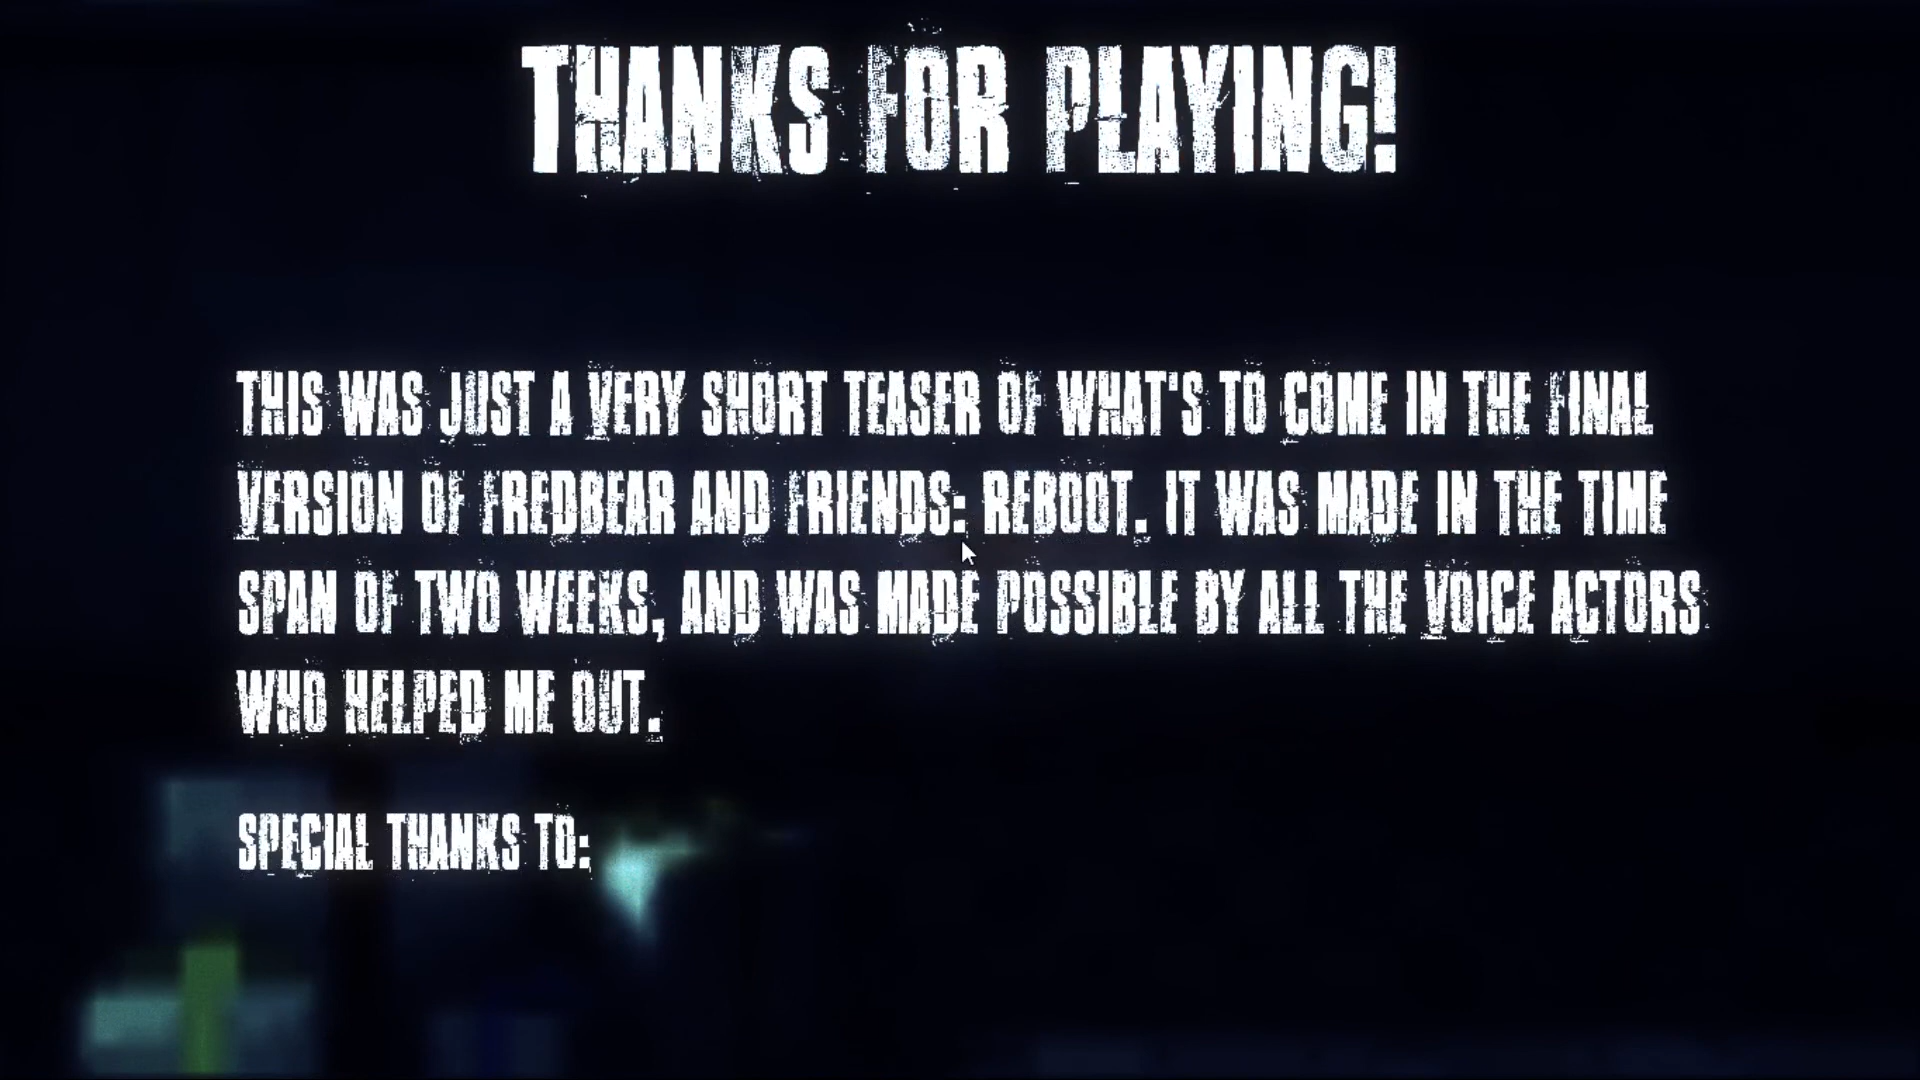 THANKS FOR PLAYING!
THIS WAS JUST A VERY SHORT TEASER OF WHAT'S TO COME IN THE FINAL
VERSION OF FREDBEAR AND FRIENDS: REBOOT. IT WAS MADE IN THE TIME
SPAN OF TWO WEEKS, AND WAS MADE POSSIBLE BY ALL THE VOICE ACTORS
WHO HELPED ME OUT.
SPECIAL THANKS TO: